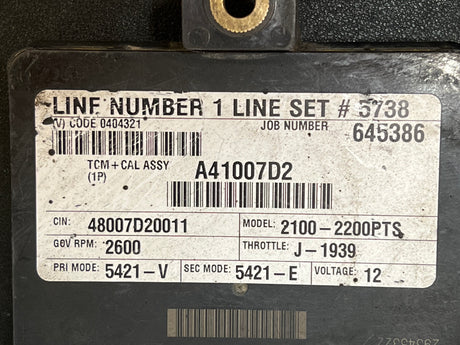 LINE NUMBER 1 LINE SET # 5738
(V) CODE 0404321
JOB NUMBER 645386
TCM+CAL ASSY
(1P)
A41007D2
CIN: 48007D20011
MODEL: 2100-2200PTS
GOV RPM: 2600
THROTTLE: J-1939
PRI MODE: 5421-V
SEC MODE: 5421-E
VOLTAGE: 12